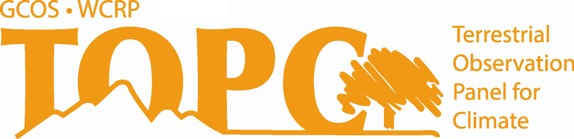 GCOS • WCRP
TOPC
Terrestrial
Observation
Panel for
Climate